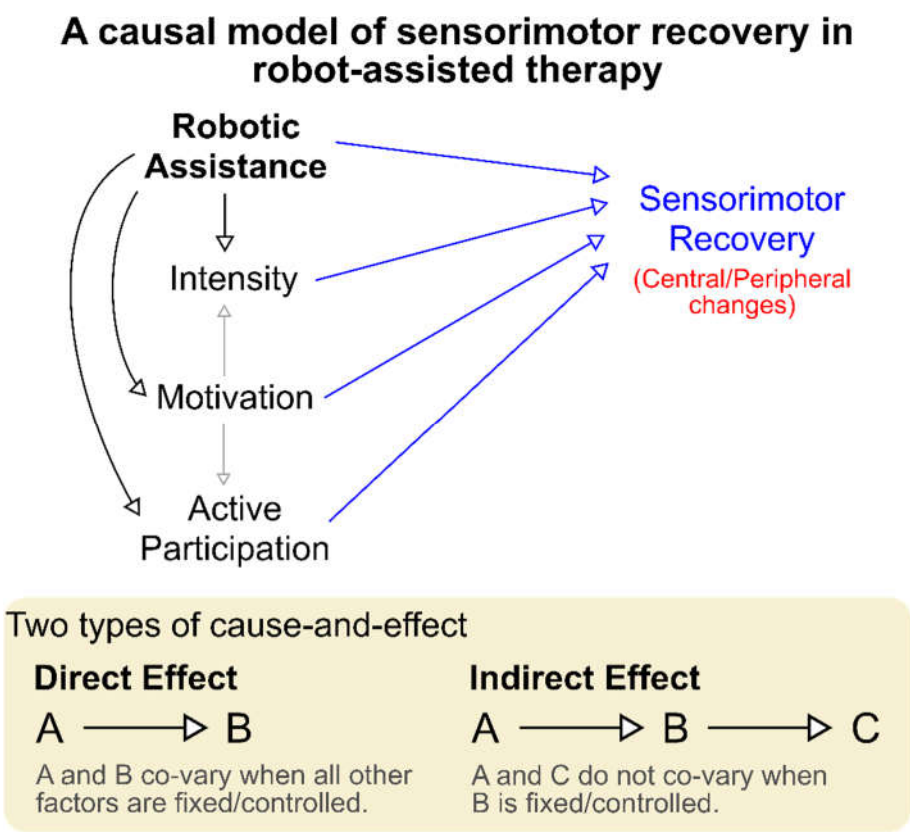 A causal model of sensorimotor recovery in
robot-assisted therapy
Robotic
Assistance
Sensorimotor
Recovery
(Central/Peripheral
changes)
Intensity
Motivation
Active
Participation
Two types of cause-and-effect
Direct Effect
A B
A and B co-vary when all other
factors are fixed/controlled.
Indirect Effect
A B C
A and C do not co-vary when
B is fixed/controlled.